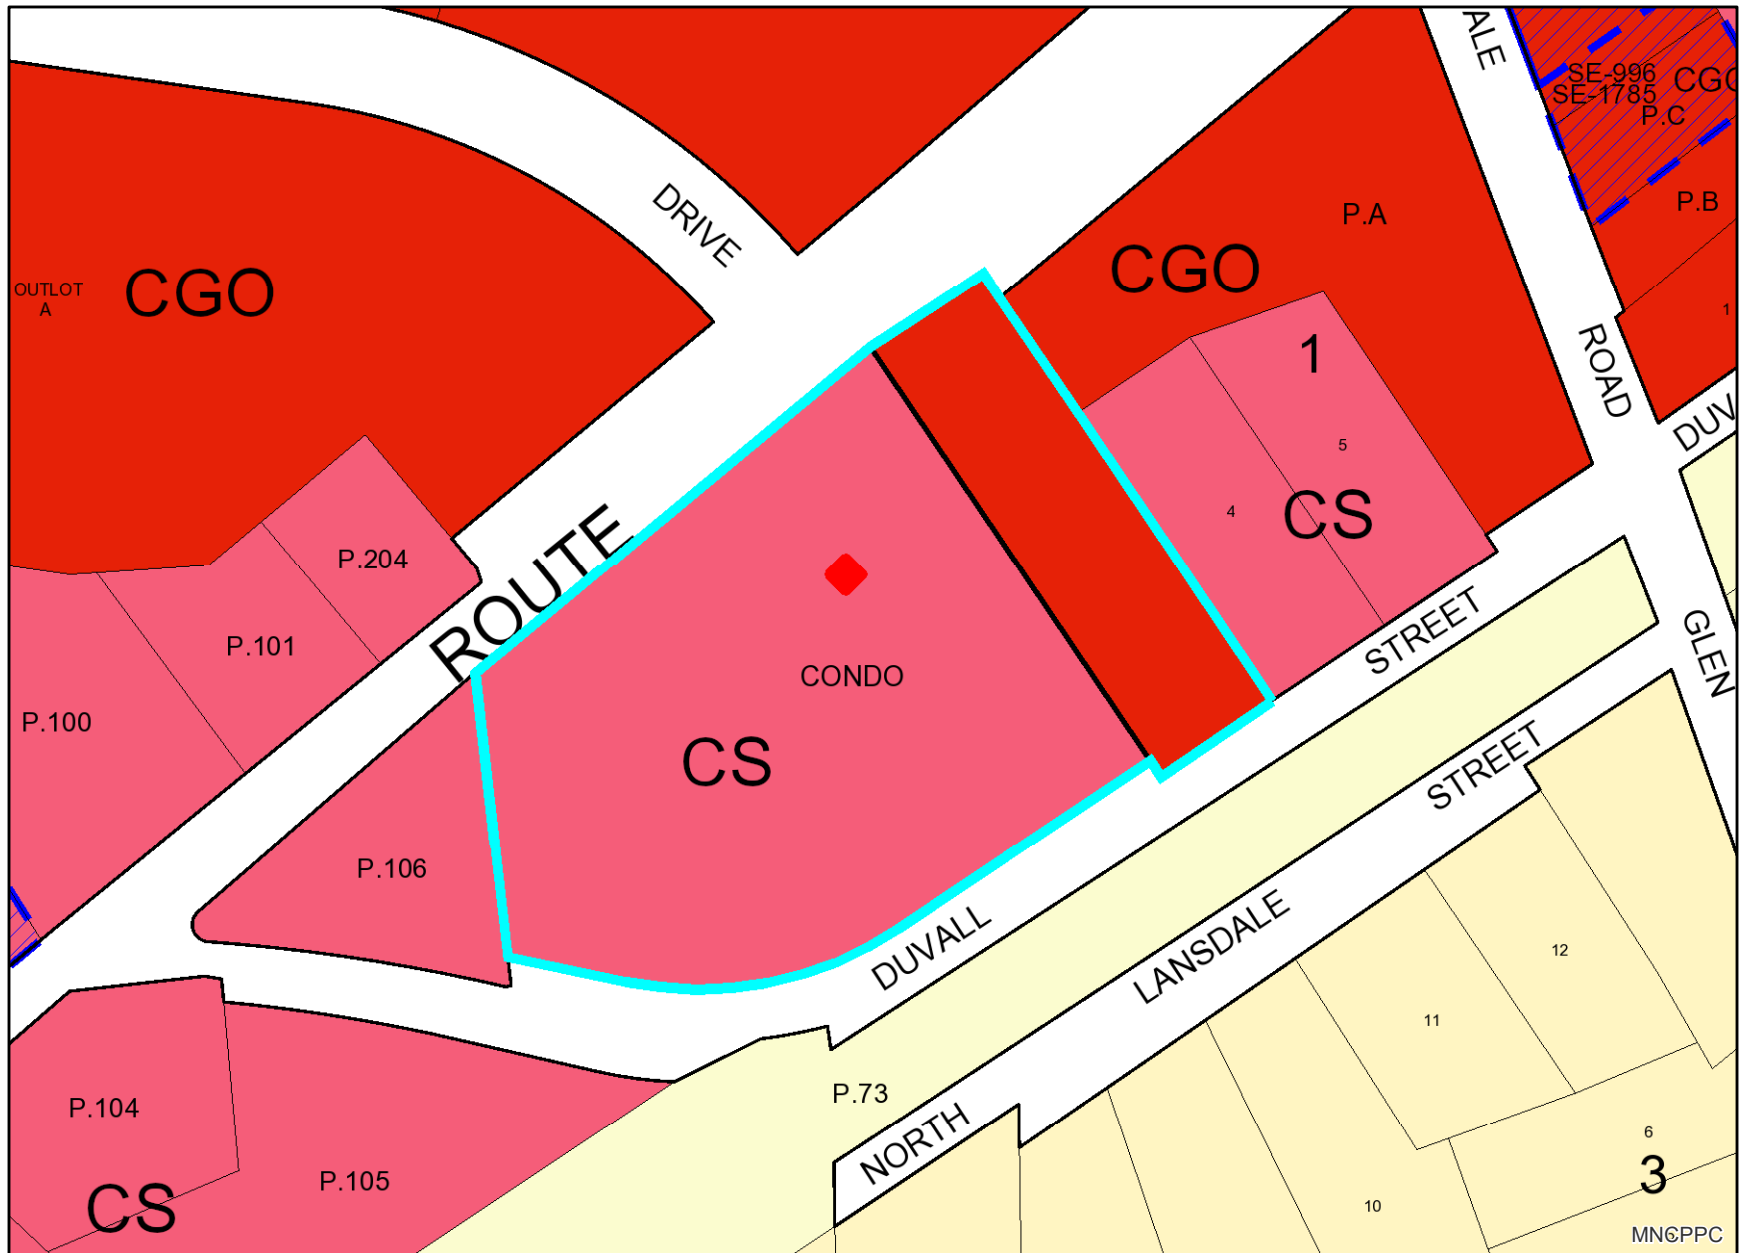 ALE
SE-996
CGO
SE-1785
P.C
P.B
DRIVE
P.A
CGO
OUTLOT
A
CGO
1
1
ROAD
DUV
5
4
CS
ROUTE
P.204
P.101
P.100
CONDO
CS
STREET
GLEN
P.106
STREET
DUVALL
LANSDALE
12
11
P.73
NORTH
P.104
P.105
CS
6
3
10
MNCPPC